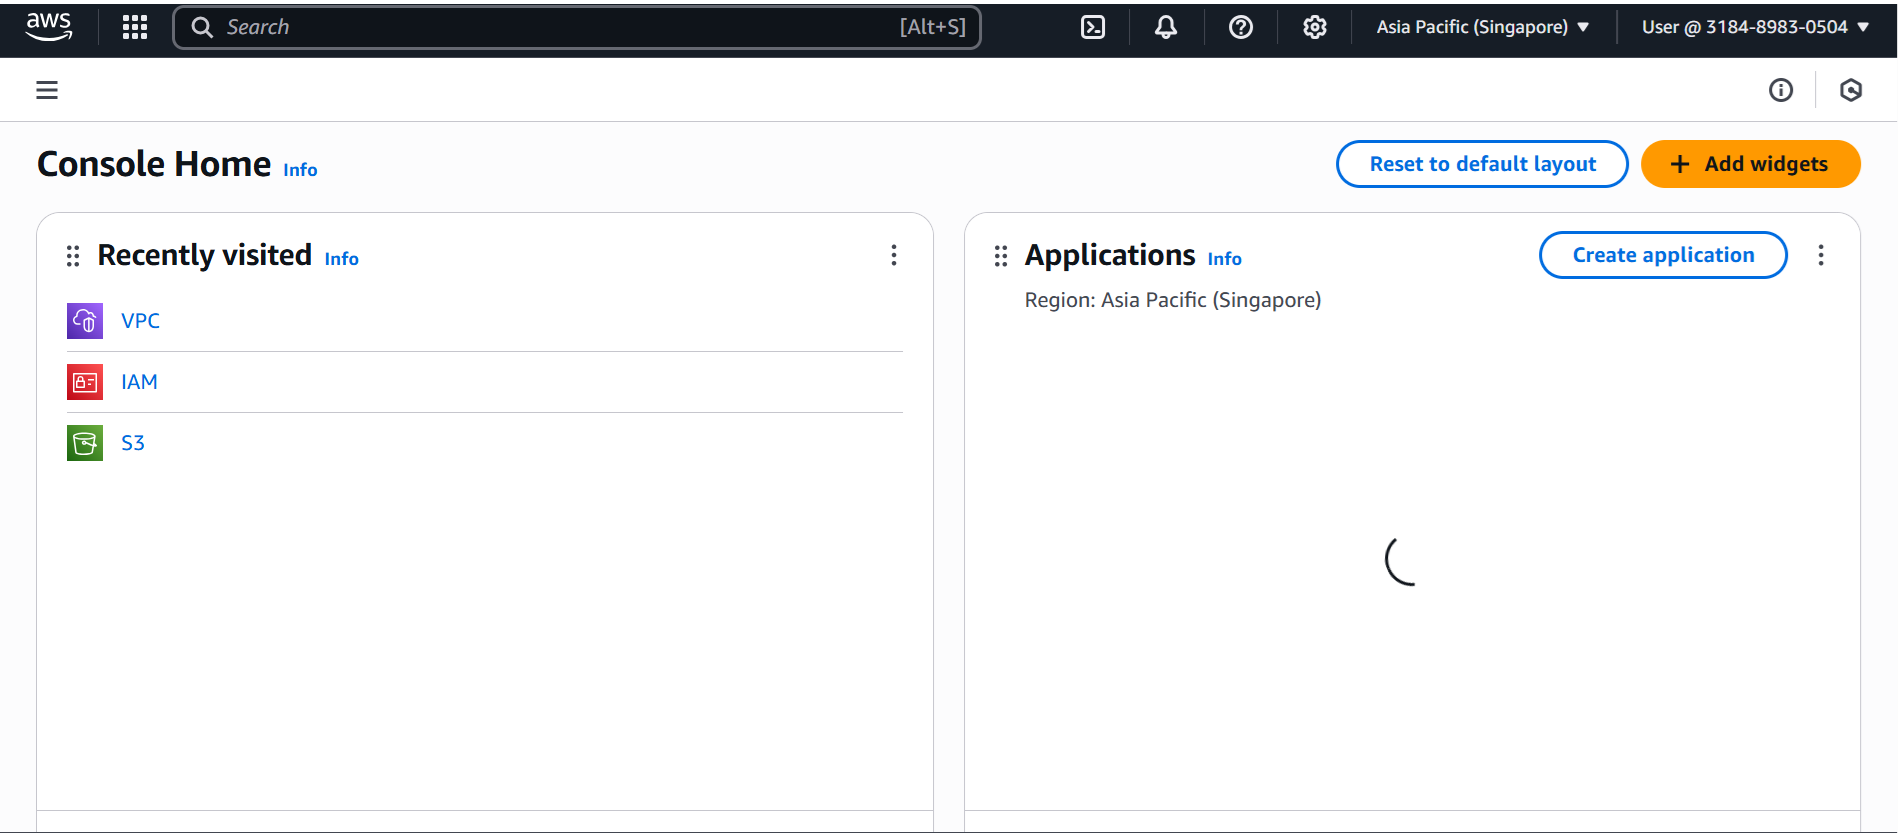 aws
Search [Alt+S]
Asia Pacific (Singapore)
User @ 3184-8983-0504
Console Home Info
Reset to default layout
Add widgets
Recently visited Info
VPC
IAM
S3
Applications Info
Create application
Region: Asia Pacific (Singapore)